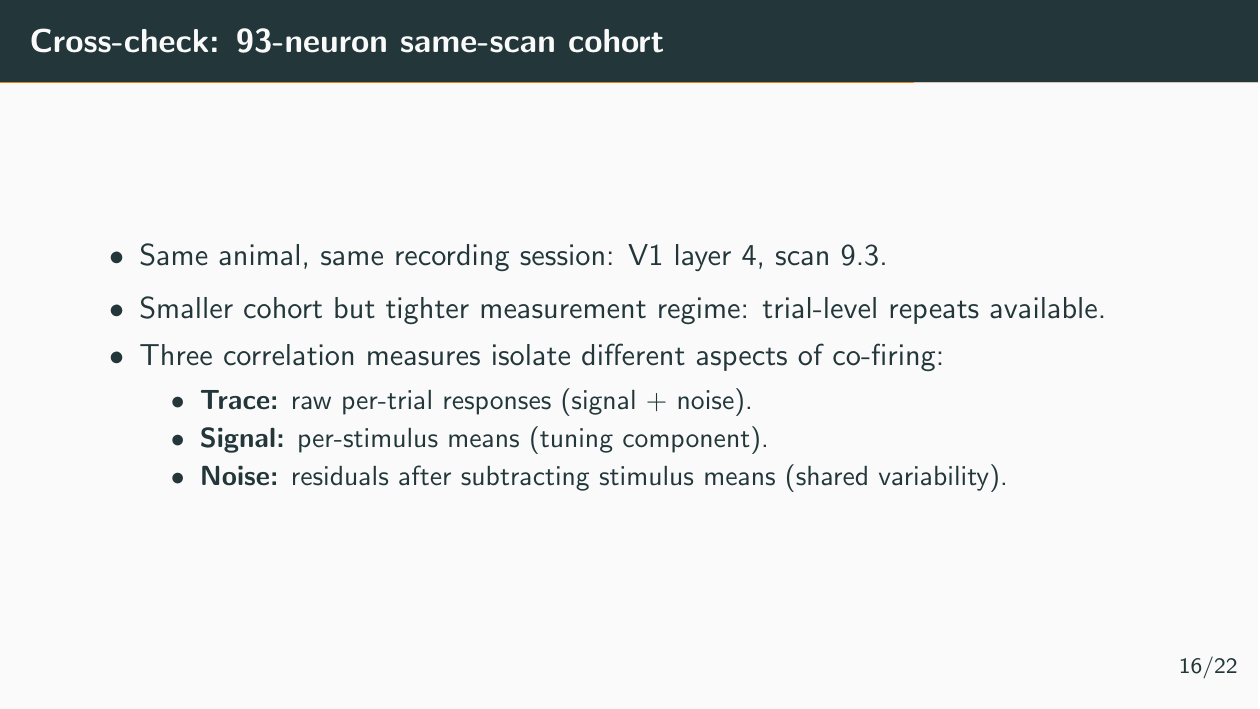 Cross-check: 93-neuron same-scan cohort
• Same animal, same recording session: V1 layer 4, scan 9.3.
• Smaller cohort but tighter measurement regime: trial-level repeats available.
• Three correlation measures isolate different aspects of co-firing:
• Trace: raw per-trial responses (signal + noise).
• Signal: per-stimulus means (tuning component).
• Noise: residuals after subtracting stimulus means (shared variability).
16/22